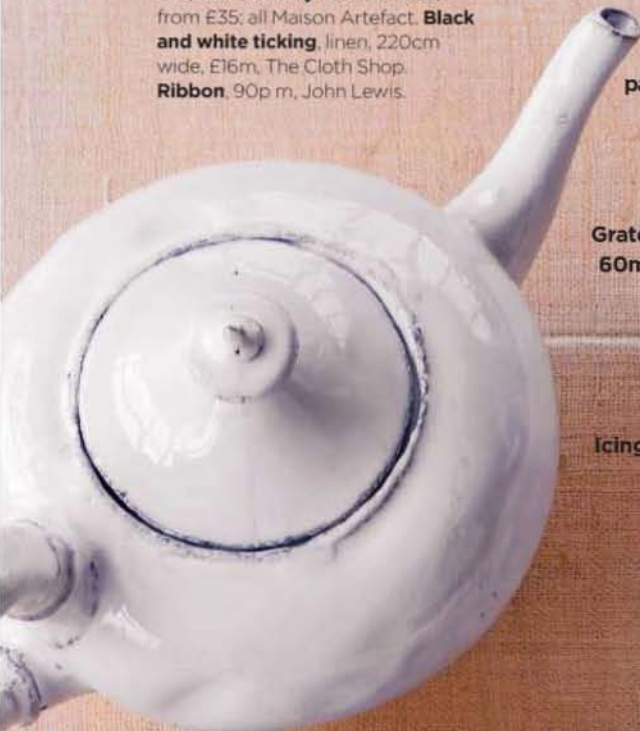 from £35; all Maison Artefact. Black
and white ticking, linen, 220cm
wide, £16m, The Cloth Shop.
Ribbon, 90p m, John Lewis.